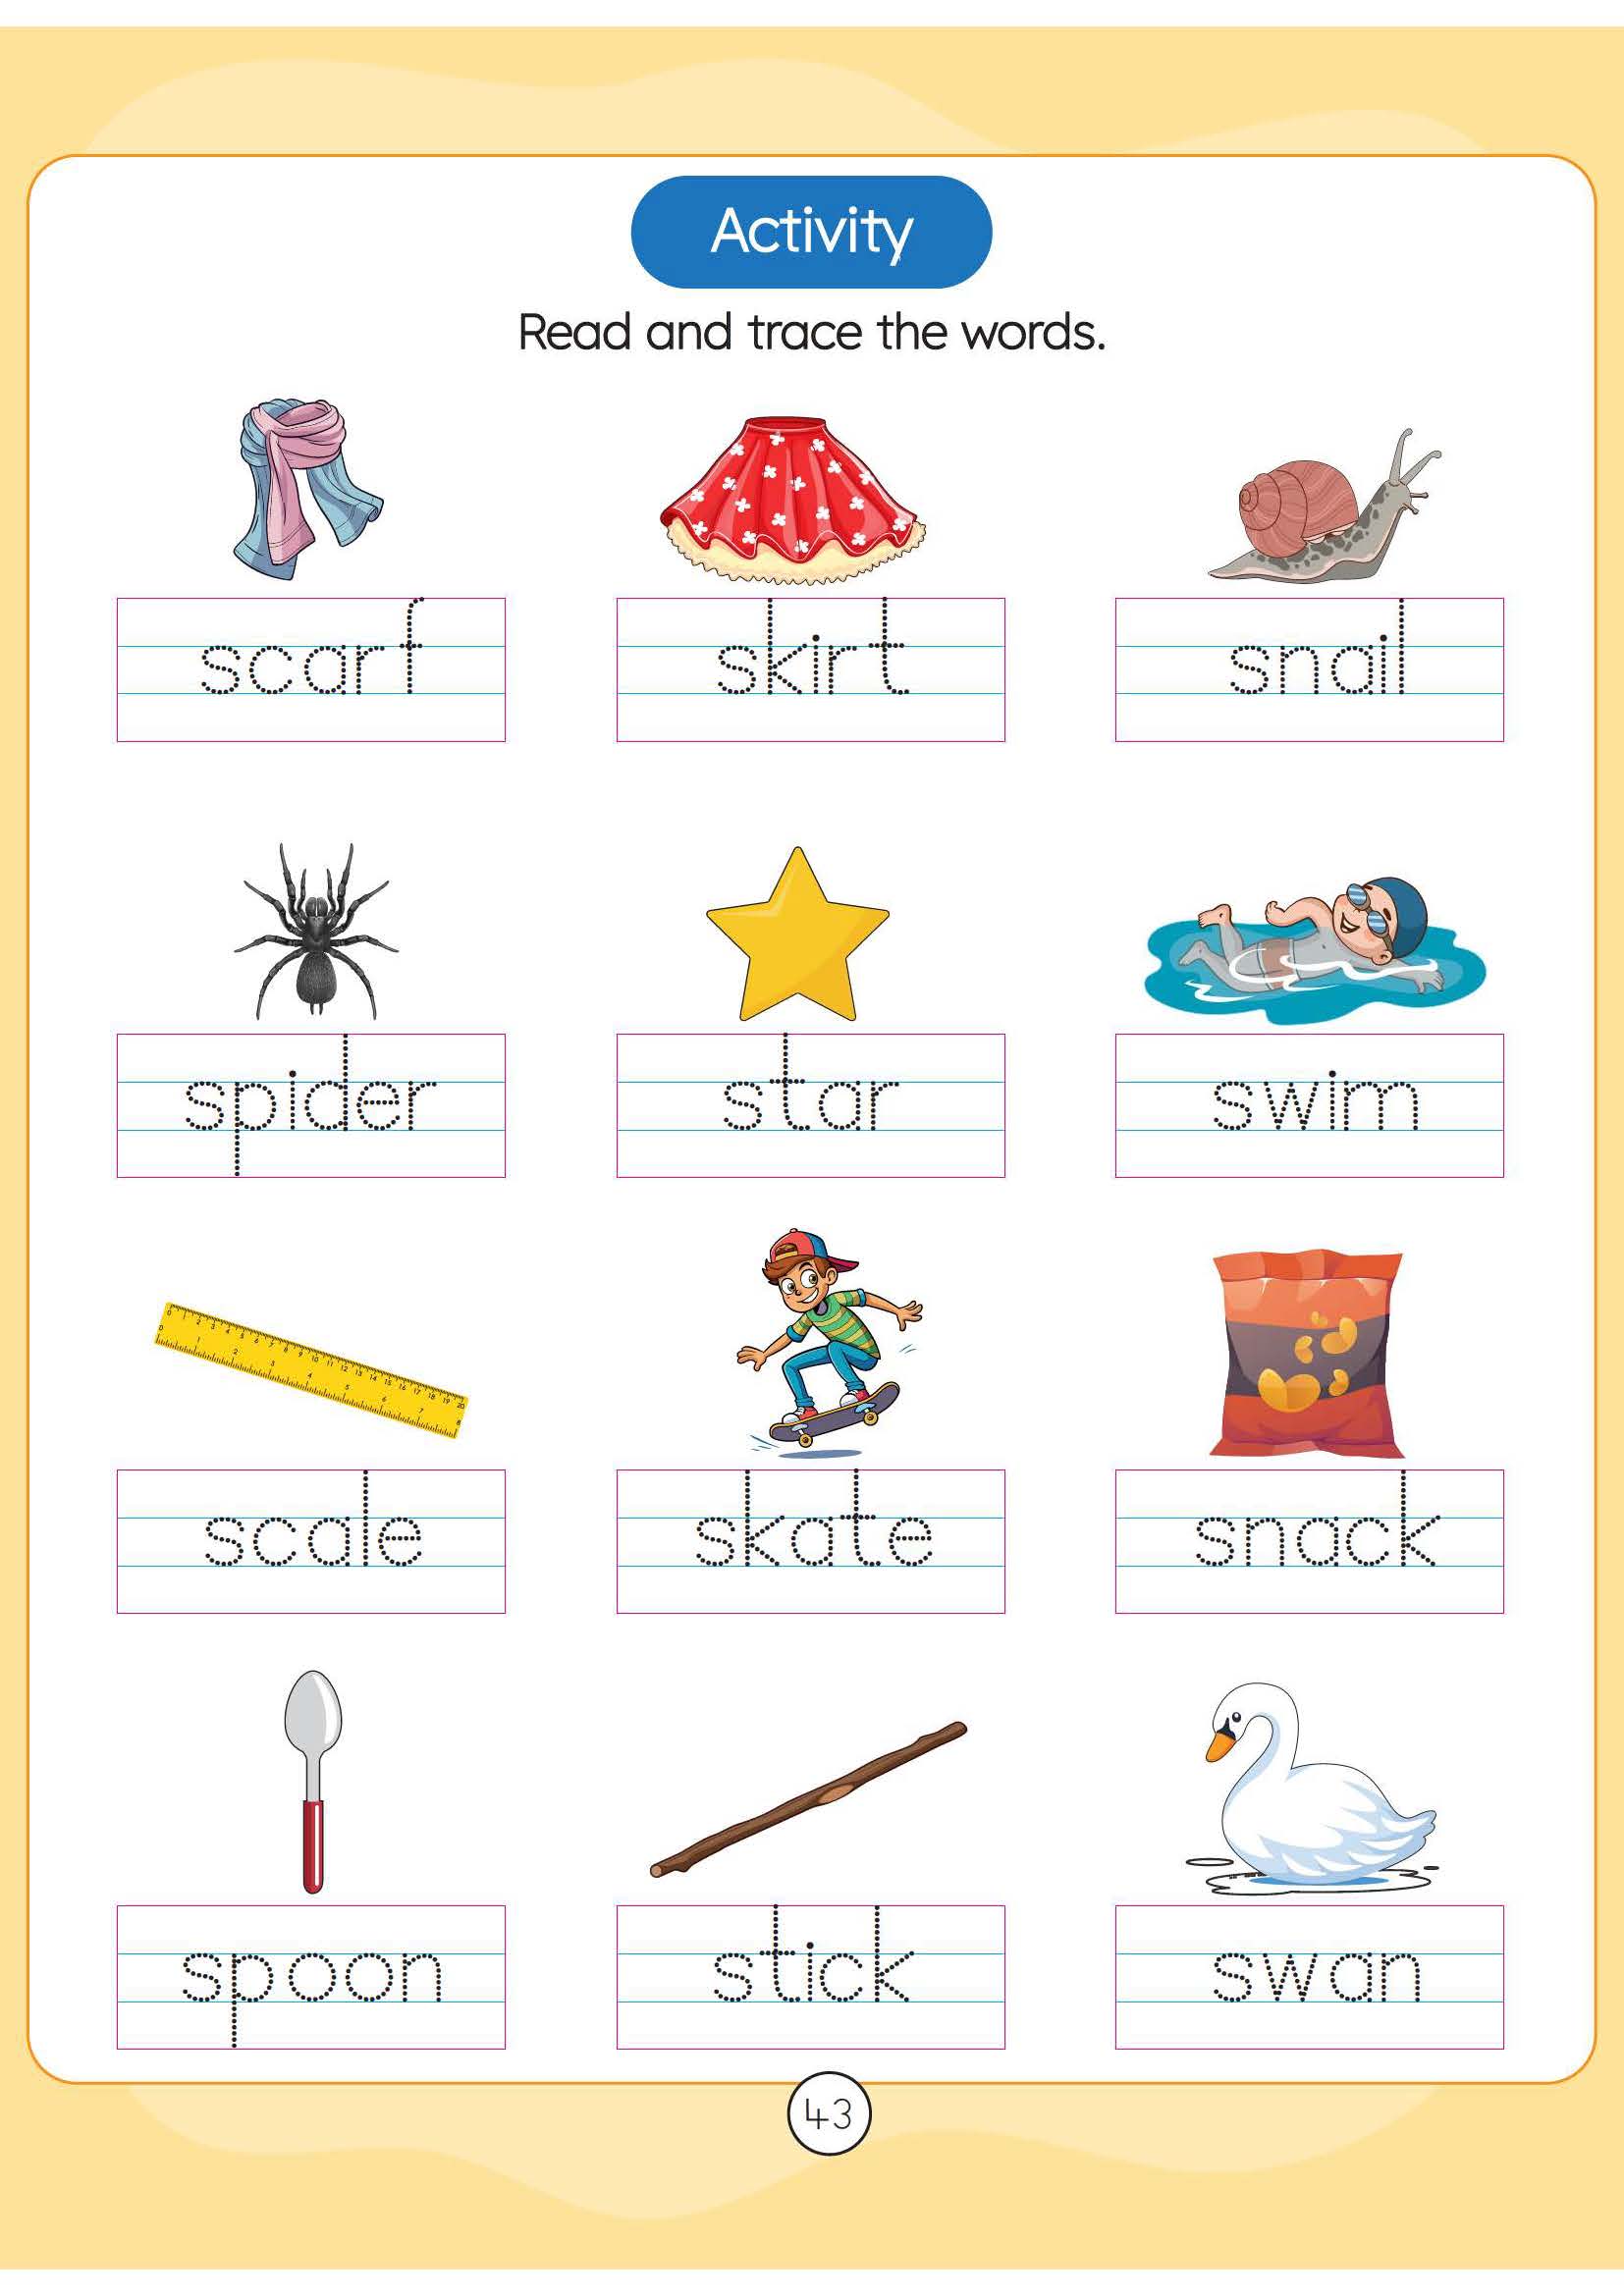 Activity
Read and trace the words.
scarf
skirt
snail
spider
star
swim
scale
skate
snack
spoon
stick
swan
43